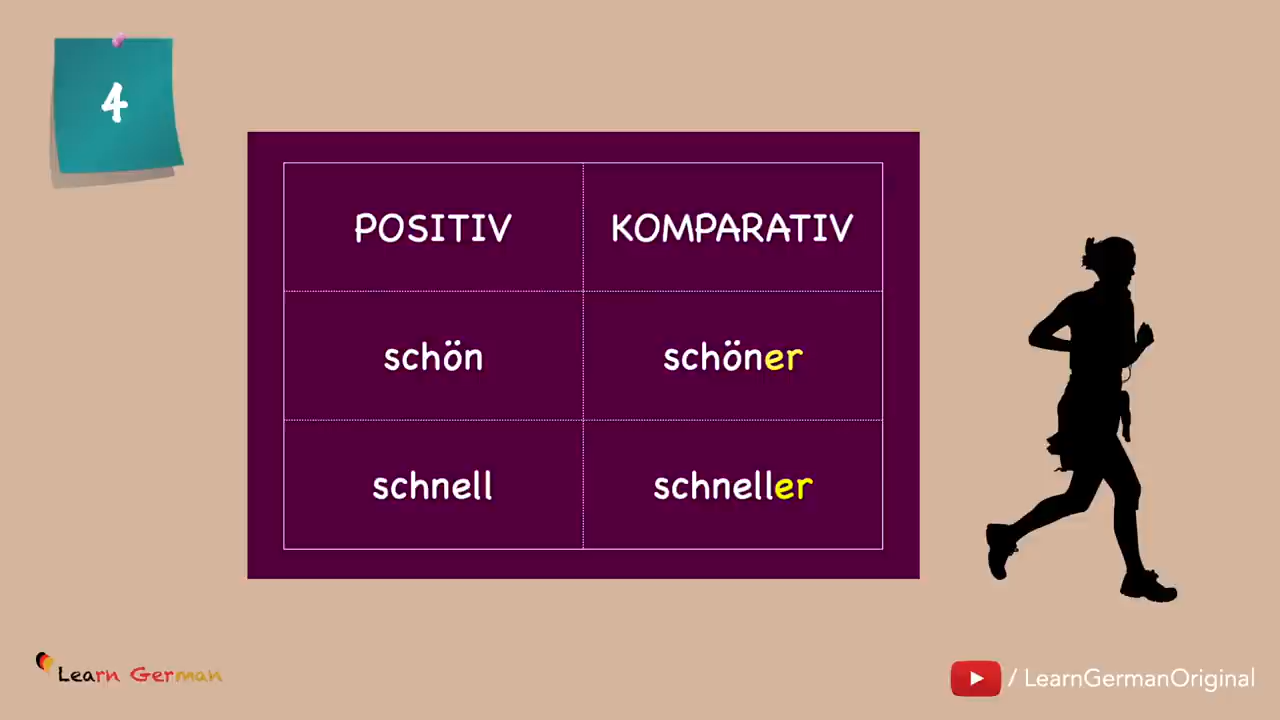 4
POSITIV KOMPARATIV
schön schöner
schnell schneller
Learn German
/ LearnGermanOriginal